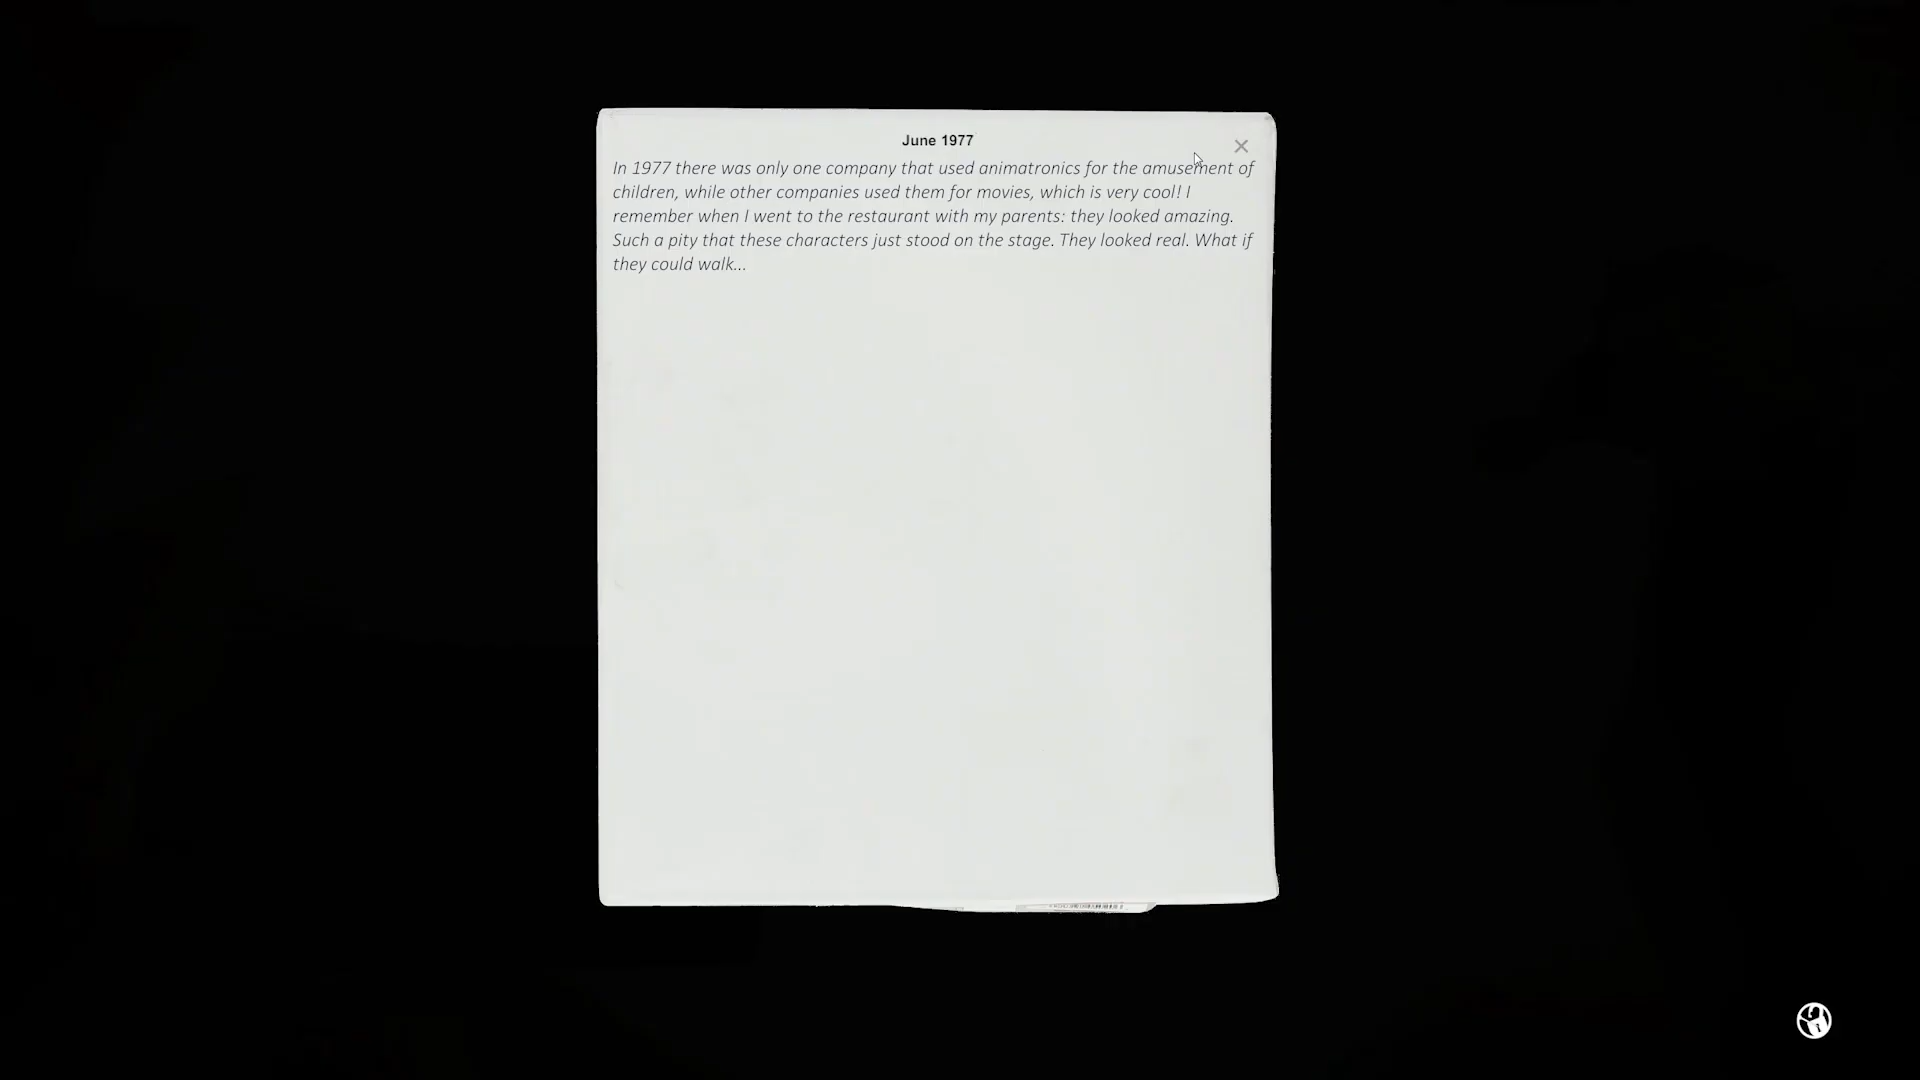 June 1977
In 1977 there was only one company that used animatronics for the amusement of
children, while other companies used them for movies, which is very cool! I
remember when I went to the restaurant with my parents: they looked amazing.
Such a pity that these characters just stood on the stage. They looked real. What if
they could walk...